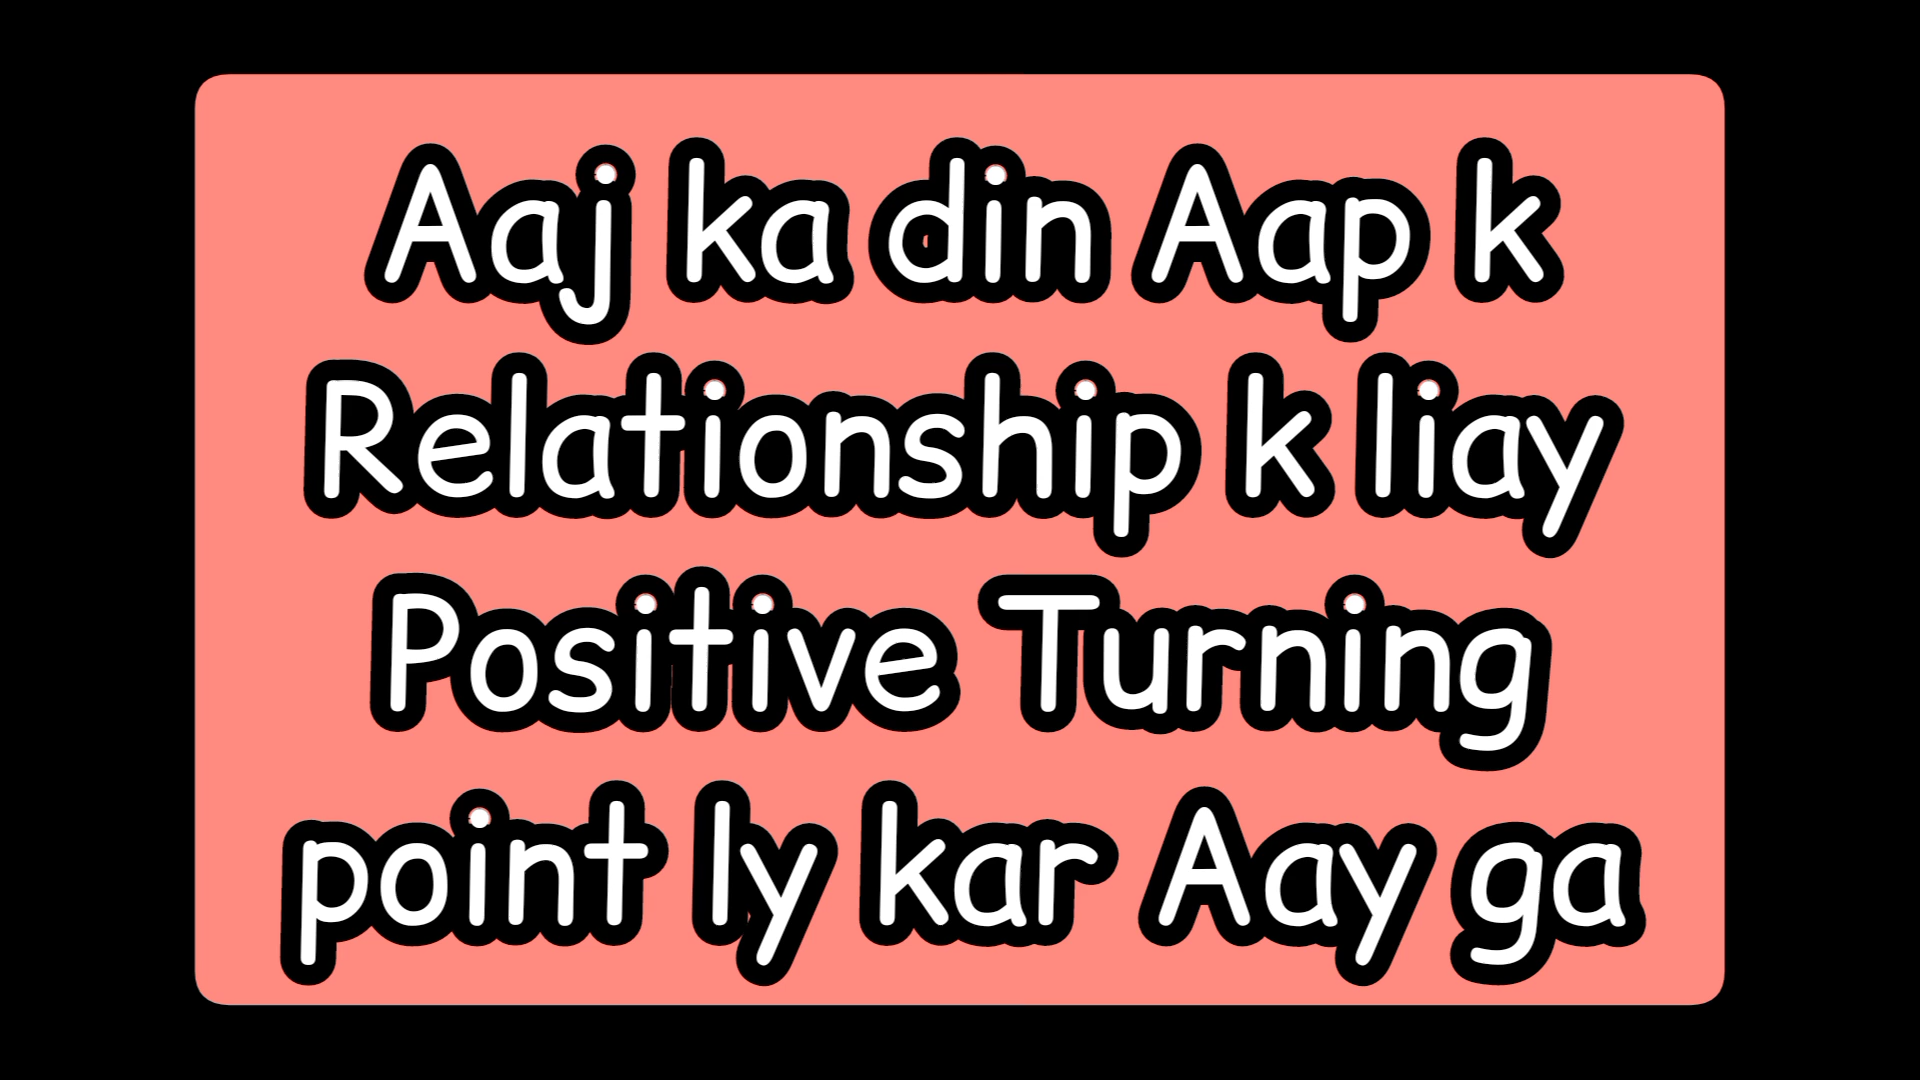 Aaj ka din Aap k
Relationship k liay
Positive Turning
point ly kar Aay ga